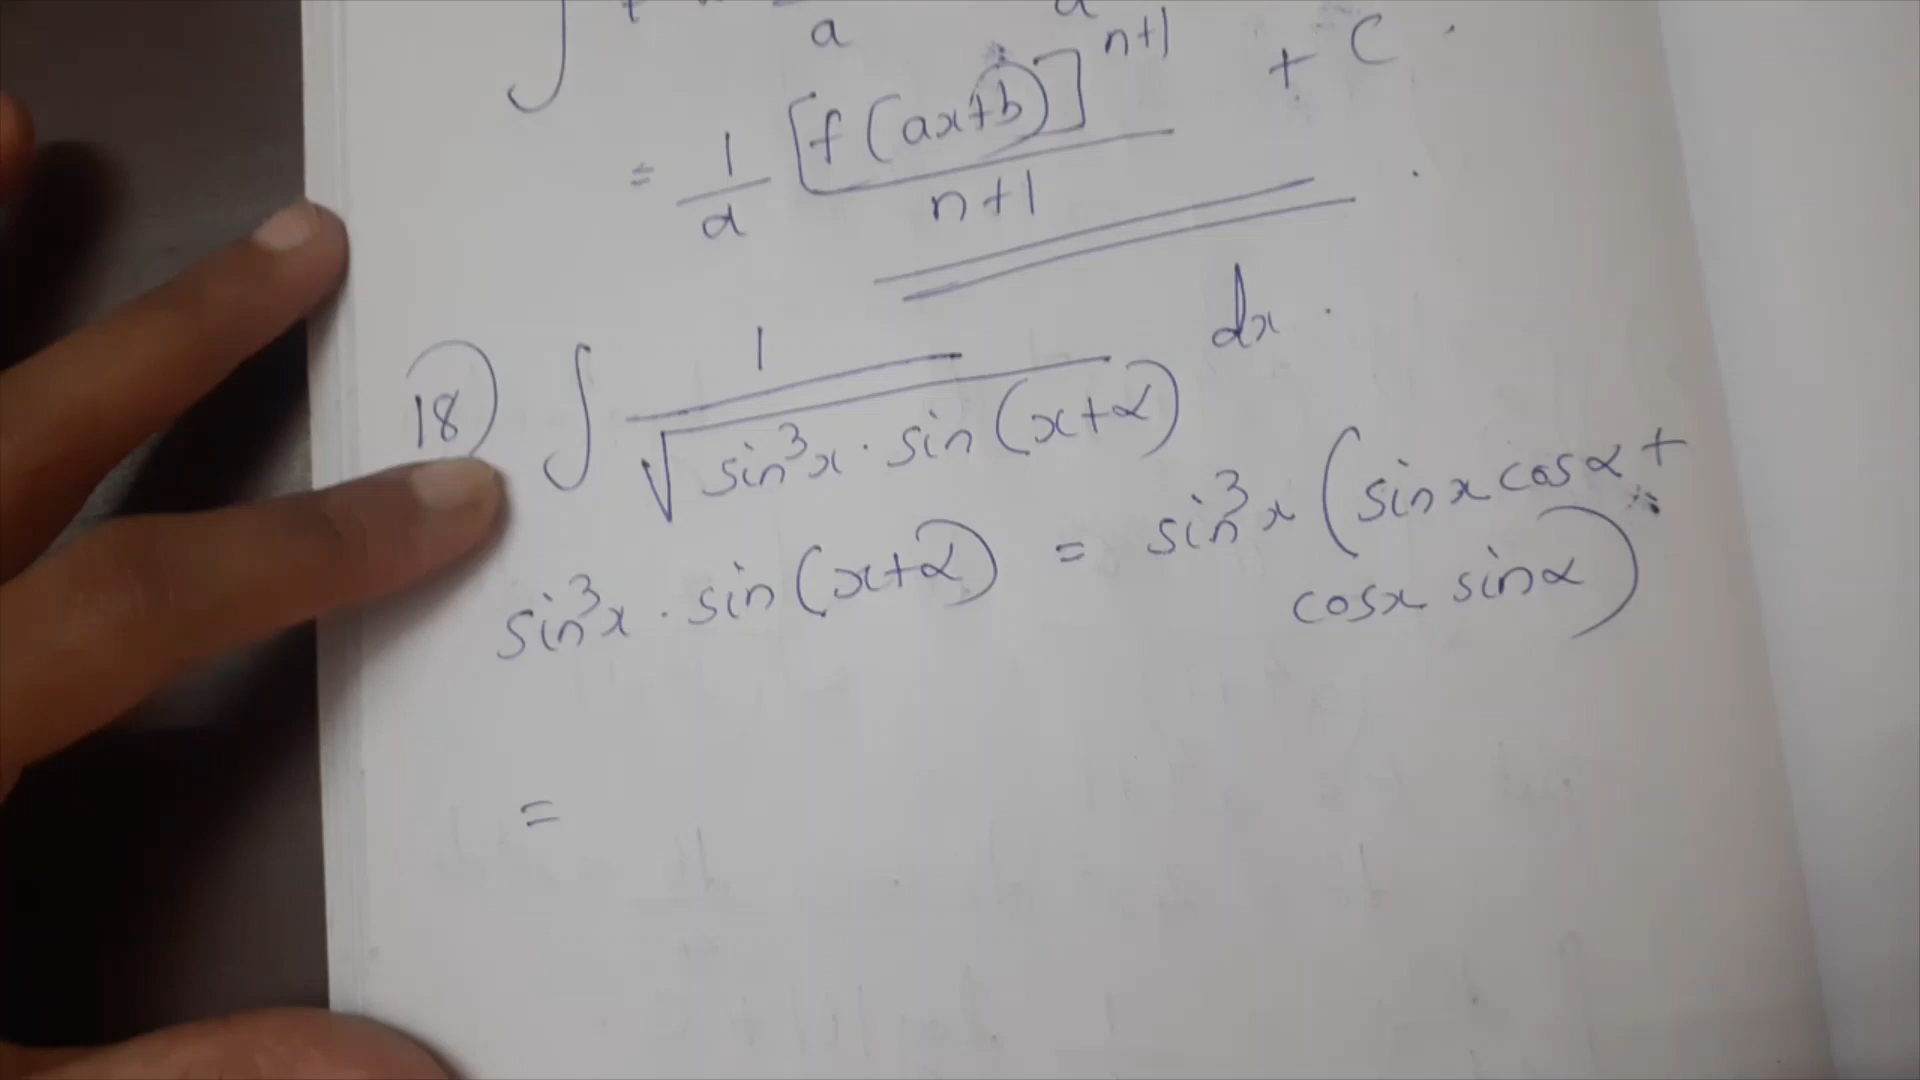 ∫ a
= 1/a [f(ax+b)]^(n+1)/(n+1) + C.
18) ∫ 1/√(sin³x · sin(x+α)) dx.
sin³x · sin(x+α) = sin³x (sinx cosα +
cosx sinα)
=